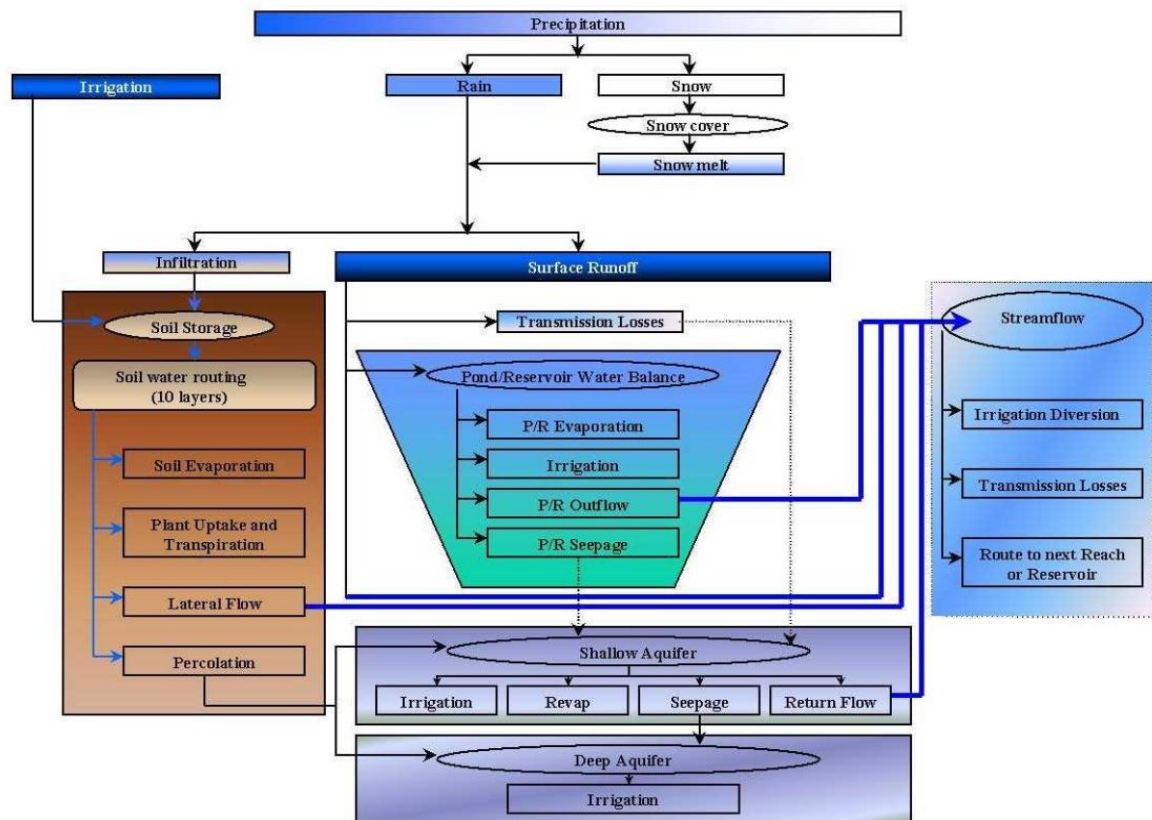 Precipitation
Irrigation
Rain
Snow
Snow cover
Snow melt
Infiltration
Surface Runoff
Soil Storage
Transmission Losses
Streamflow
Soil water routing
(10 layers)
Pond/Reservoir Water Balance
P/R Evaporation
Irrigation Diversion
Soil Evaporation
Irrigation
Transmission Losses
P/R Outflow
Plant Uptake and
Transpiration
P/R Seepage
Route to next Reach
or Reservoir
Lateral Flow
Percolation
Shallow Aquifer
Irrigation
Revap
Seepage
Return Flow
Deep Aquifer
Irrigation